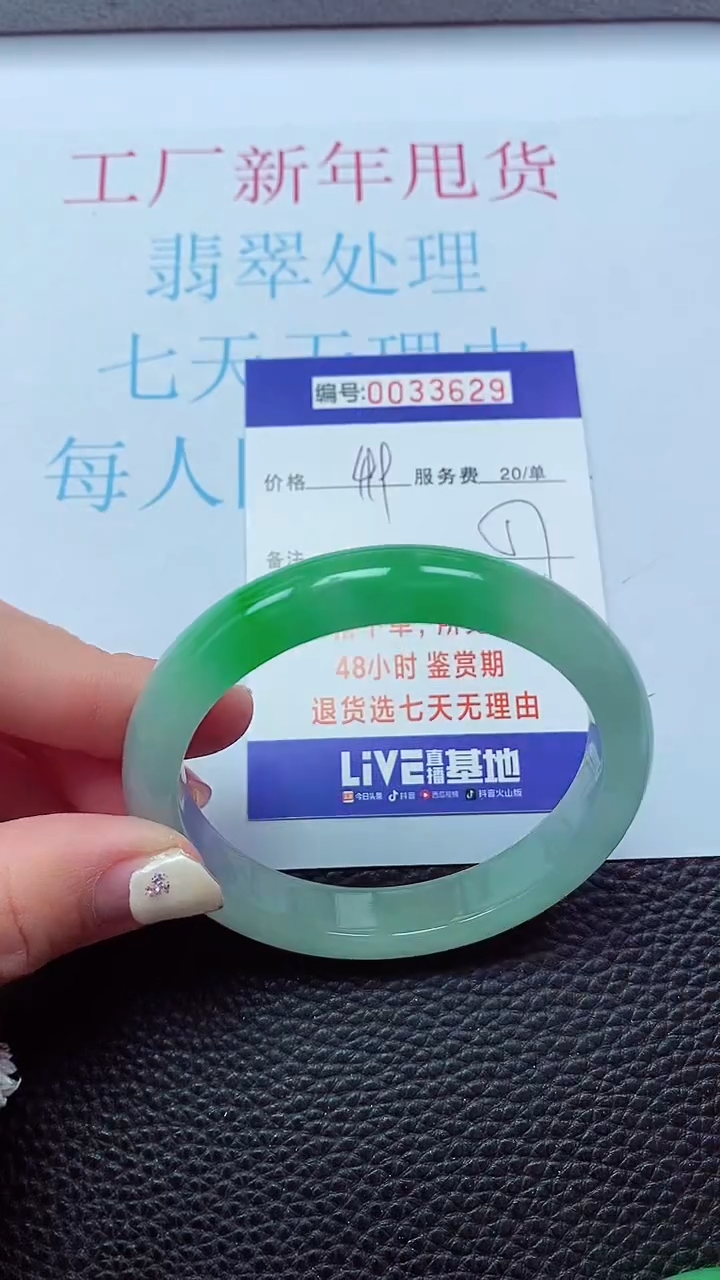 工厂新年甩货
翡翠处理
七天无理由
每人
编号:0033629
价格 服务费 20/单
备注
48小时 鉴赏期
退货选七天无理由
LiVE直播基地
今日头条 抖音 西瓜视频 抖音火山版